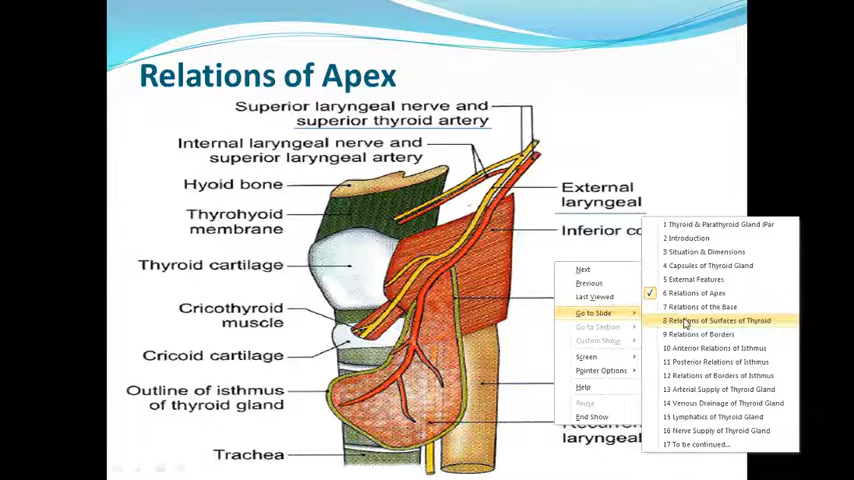 Relations of Apex
Superior laryngeal nerve and
superior thyroid artery
Internal laryngeal nerve and
superior laryngeal artery
Hyoid bone
Thyrohyoid
membrane
Thyroid cartilage
Cricothyroid
muscle
Cricoid cartilage
Outline of isthmus
of thyroid gland
Trachea
External
laryngeal
Inferior co
laryngeal
Next
Previous
Last Viewed
Go to Slide
Go to Section
Custom Show
Screen
Pointer Options
Help
Pause
End Show
1 Thyroid & Parathyroid Gland (Par
2 Introduction
3 Situation & Dimensions
4 Capsules of Thyroid Gland
5 External Features
6 Relations of Apex
7 Relations of the Base
8 Relations of Surfaces of Thyroid
9 Relations of Borders
10 Anterior Relations of Isthmus
11 Posterior Relations of Isthmus
12 Relations of Borders of Isthmus
13 Arterial Supply of Thyroid Gland
14 Venous Drainage of Thyroid Gland
15 Lymphatics of Thyroid Gland
16 Nerve Supply of Thyroid Gland
17 To be continued...